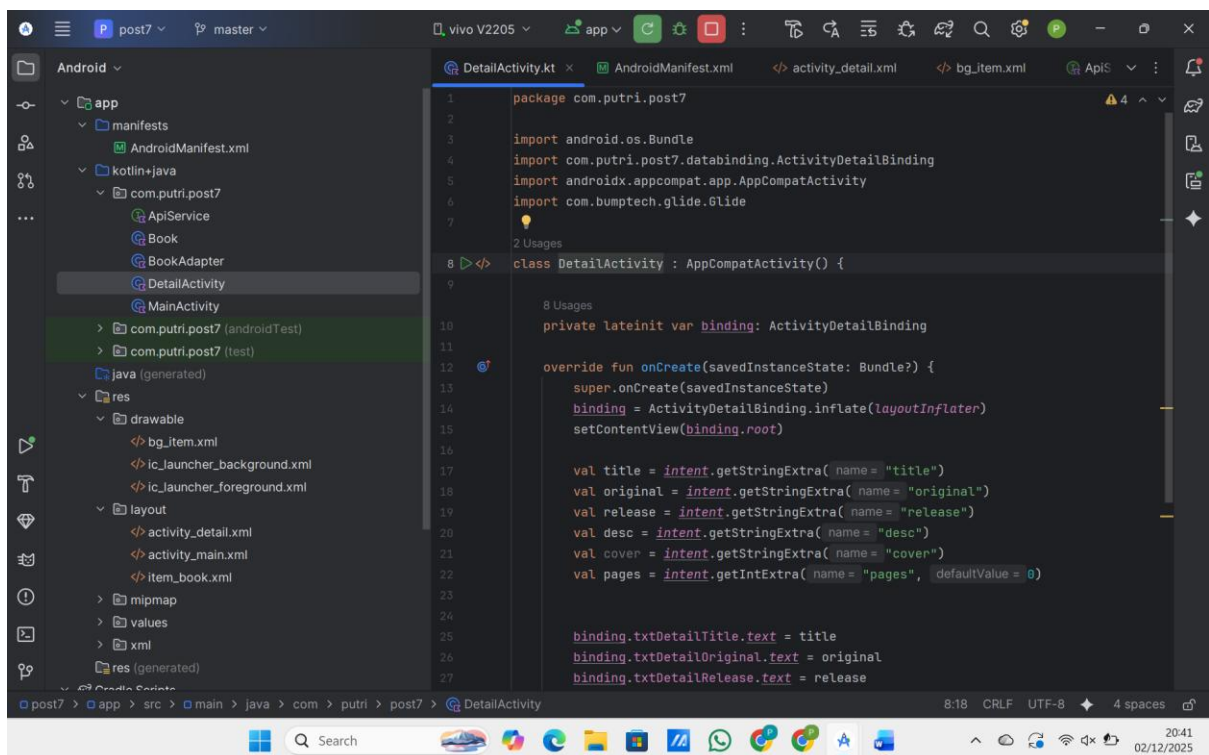 P post7 master vivo V2205 app P
Android
DetailActivity.kt AndroidManifest.xml activity_detail.xml bg_item.xml ApiS
app
manifests
AndroidManifest.xml
kotlin+java
com.putri.post7
ApiService
Book
BookAdapter
DetailActivity
MainActivity
com.putri.post7 (androidTest)
com.putri.post7 (test)
java (generated)
res
drawable
bg_item.xml
ic_launcher_background.xml
ic_launcher_foreground.xml
layout
activity_detail.xml
activity_main.xml
item_book.xml
mipmap
values
xml
res (generated)
Gradle Scripts
4
1 package com.putri.post7
2
3 import android.os.Bundle
4 import com.putri.post7.databinding.ActivityDetailBinding
5 import androidx.appcompat.app.AppCompatActivity
6 import com.bumptech.glide.Glide
7
2 Usages
8 class DetailActivity : AppCompatActivity() {
9
8 Usages
10 private lateinit var binding: ActivityDetailBinding
11
12 override fun onCreate(savedInstanceState: Bundle?) {
13 super.onCreate(savedInstanceState)
14 binding = ActivityDetailBinding.inflate(layoutInflater)
15 setContentView(binding.root)
16
17 val title = intent.getStringExtra( name = "title")
18 val original = intent.getStringExtra( name = "original")
19 val release = intent.getStringExtra( name = "release")
20 val desc = intent.getStringExtra( name = "desc")
21 val cover = intent.getStringExtra( name = "cover")
22 val pages = intent.getIntExtra( name = "pages", defaultValue = 0)
23
24
25 binding.txtDetailTitle.text = title
26 binding.txtDetailOriginal.text = original
27 binding.txtDetailRelease.text = release
post7 > app > src > main > java > com > putri > post7 > DetailActivity 8:18 CRLF UTF-8 4 spaces
Search
20:41
02/12/2025